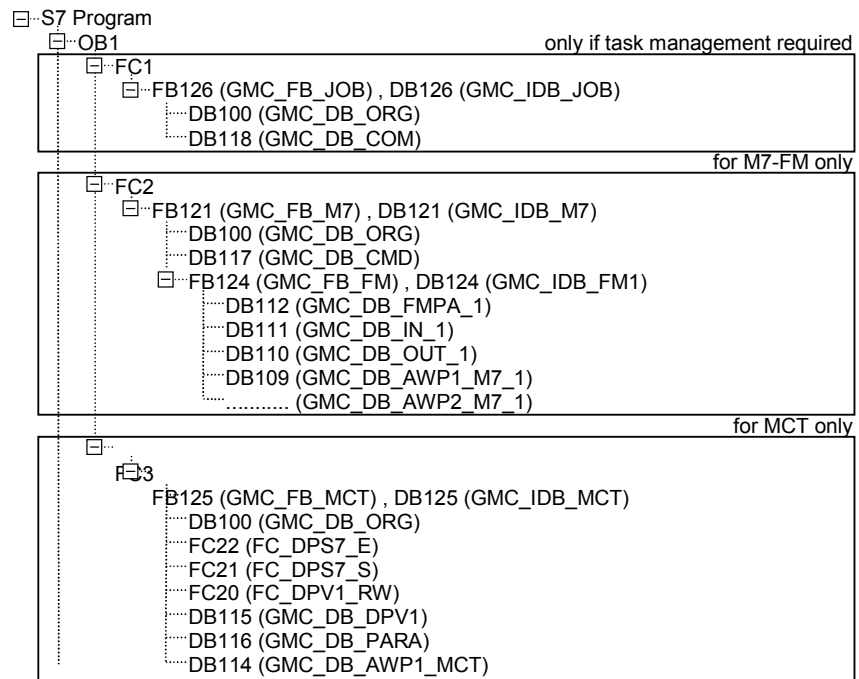 S7 Program
OB1
only if task management required
FC1
FB126 (GMC_FB_JOB) , DB126 (GMC_IDB_JOB)
DB100 (GMC_DB_ORG)
DB118 (GMC_DB_COM)
for M7-FM only
FC2
FB121 (GMC_FB_M7) , DB121 (GMC_IDB_M7)
DB100 (GMC_DB_ORG)
DB117 (GMC_DB_CMD)
FB124 (GMC_FB_FM) , DB124 (GMC_IDB_FM1)
DB112 (GMC_DB_FMPA_1)
DB111 (GMC_DB_IN_1)
DB110 (GMC_DB_OUT_1)
DB109 (GMC_DB_AWP1_M7_1)
........... (GMC_DB_AWP2_M7_1)
for MCT only
FC3
FB125 (GMC_FB_MCT) , DB125 (GMC_IDB_MCT)
DB100 (GMC_DB_ORG)
FC22 (FC_DPS7_E)
FC21 (FC_DPS7_S)
FC20 (FC_DPV1_RW)
DB115 (GMC_DB_DPV1)
DB116 (GMC_DB_PARA)
DB114 (GMC_DB_AWP1_MCT)